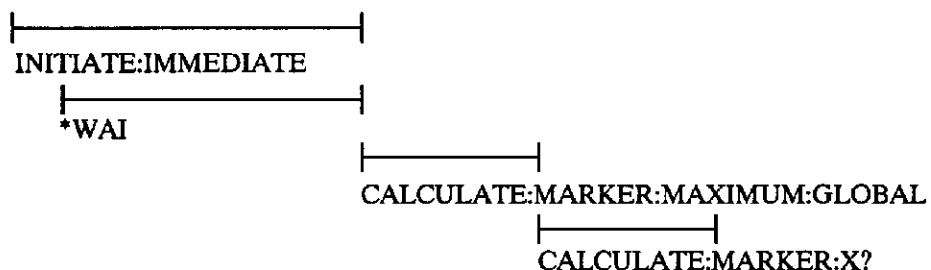 INITIATE:IMMEDIATE
*WAI
CALCULATE:MARKER:MAXIMUM:GLOBAL
CALCULATE:MARKER:X?